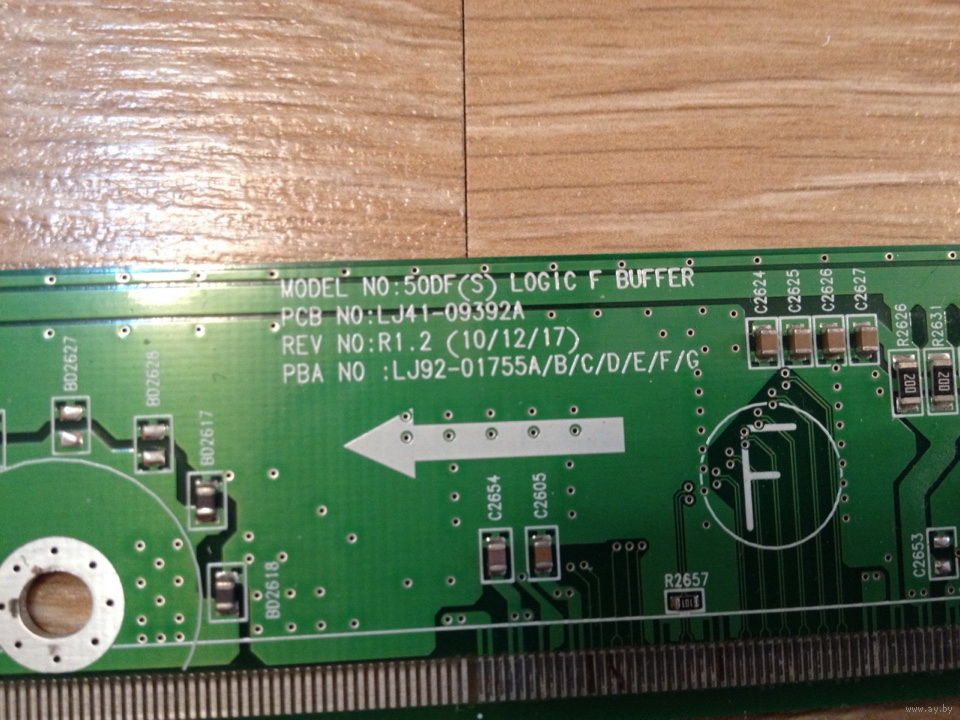 MODEL NO:50DF(S) LOGIC F BUFFER
PCB NO:LJ41-09392A
REV NO:R1.2 (10/12/17)
PBA NO :LJ92-01755A/B/C/D/E/F/G
C2624
C2625
C2626
C2627
R2626
R2631
200
200
BD2627
BD2628
BD2617
BD2618
C2654
C2605
F
C2653
R2657
101
www.ay.by